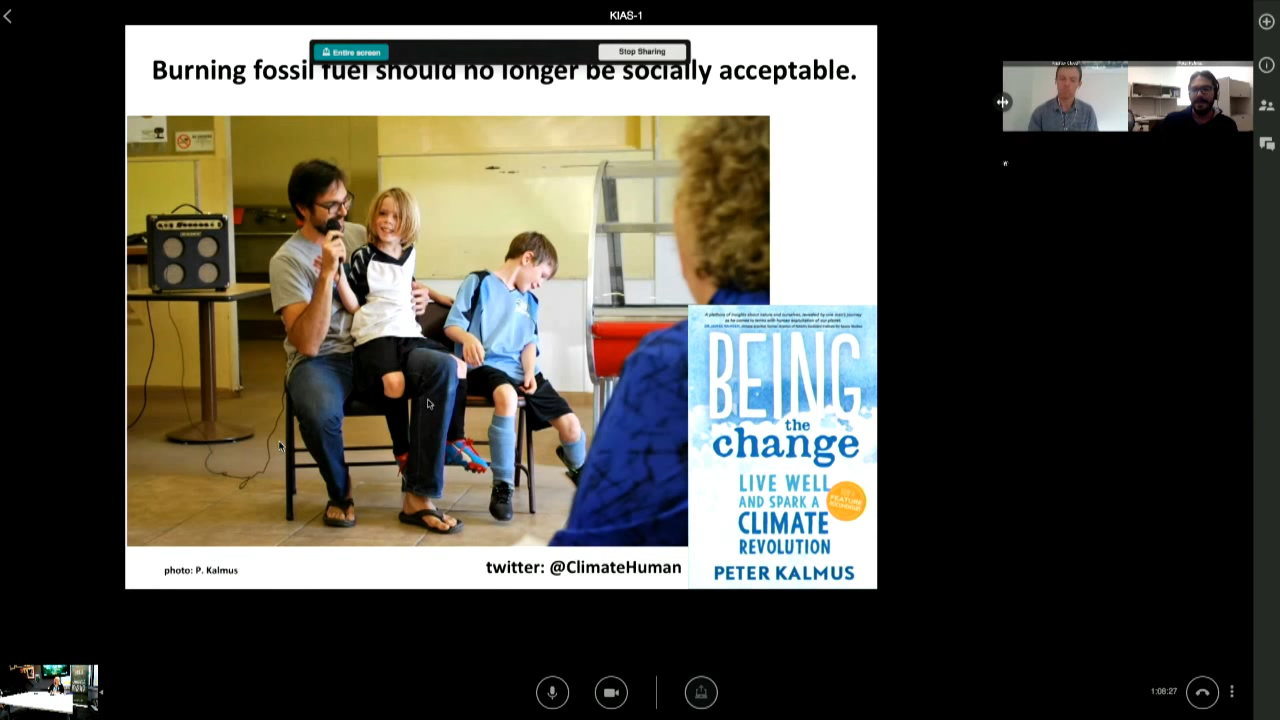 KIAS-1
Entire screen
Stop Sharing
Burning fossil fuel should no longer be socially acceptable.
BEING
the
change
LIVE WELL
AND SPARK A
CLIMATE
REVOLUTION
PETER KALMUS
photo: P. Kalmus
twitter: @ClimateHuman
1:08:27